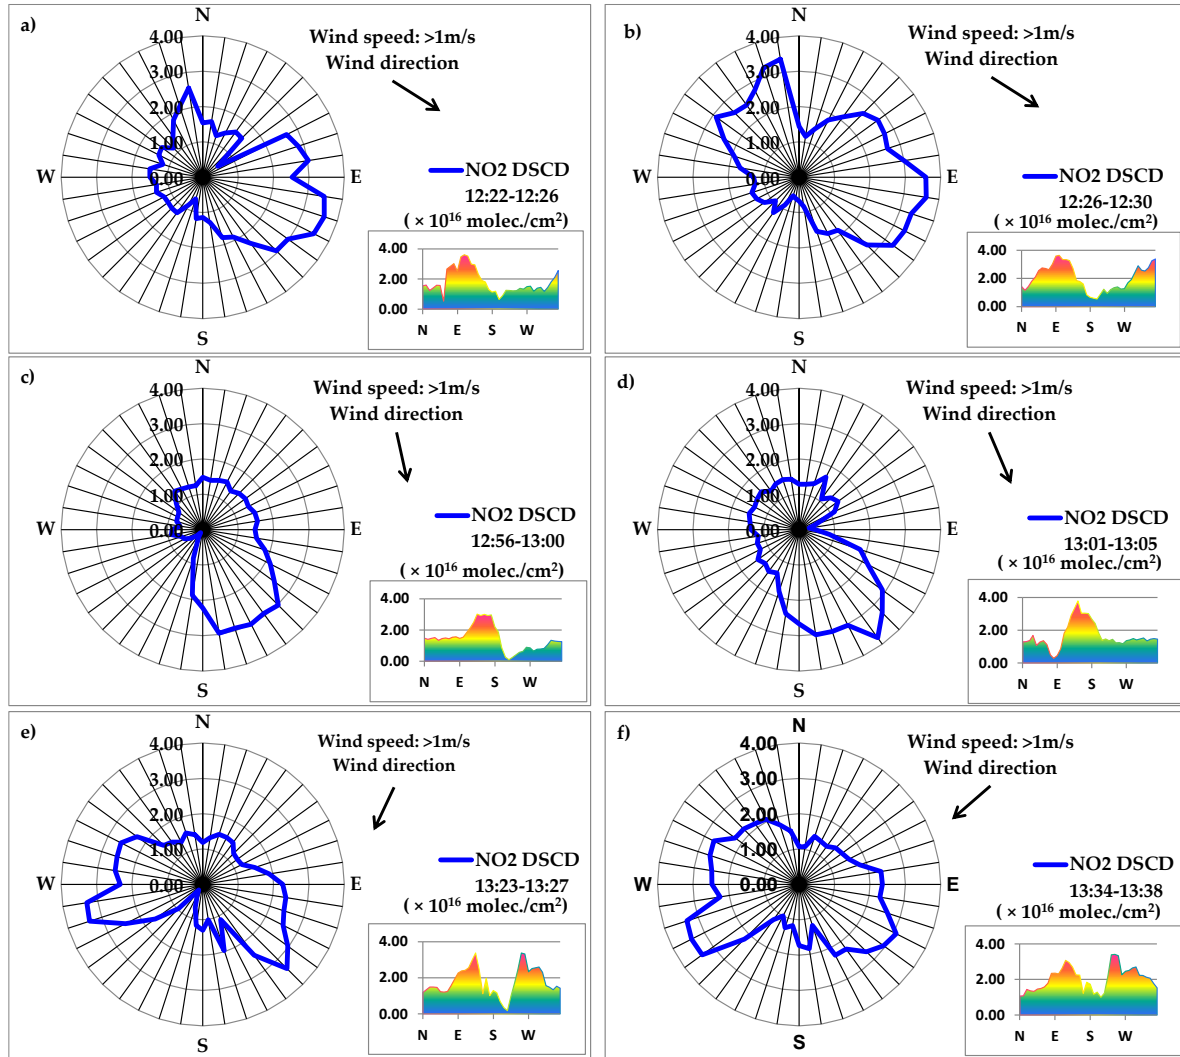 a)
N
4.00
3.00
2.00
1.00
0.00
W
E
S
Wind speed: >1m/s
Wind direction
NO2 DSCD
12:22-12:26
( × 10¹⁶ molec./cm²)
4.00
2.00
0.00
N E S W
b)
N
4.00
3.00
2.00
1.00
0.00
W
E
S
Wind speed: >1m/s
Wind direction
NO2 DSCD
12:26-12:30
( × 10¹⁶ molec./cm²)
4.00
2.00
0.00
N E S W
c)
N
4.00
3.00
2.00
1.00
0.00
W
E
S
Wind speed: >1m/s
Wind direction
NO2 DSCD
12:56-13:00
( × 10¹⁶ molec./cm²)
4.00
2.00
0.00
N E S W
d)
N
4.00
3.00
2.00
1.00
0.00
W
E
S
Wind speed: >1m/s
Wind direction
NO2 DSCD
13:01-13:05
( × 10¹⁶ molec./cm²)
4.00
2.00
0.00
N E S W
e)
N
4.00
3.00
2.00
1.00
0.00
W
E
S
Wind speed: >1m/s
Wind direction
NO2 DSCD
13:23-13:27
( × 10¹⁶ molec./cm²)
4.00
2.00
0.00
N E S W
f)
N
4.00
3.00
2.00
1.00
0.00
W
E
S
Wind speed: >1m/s
Wind direction
NO2 DSCD
13:34-13:38
( × 10¹⁶ molec./cm²)
4.00
2.00
0.00
N E S W